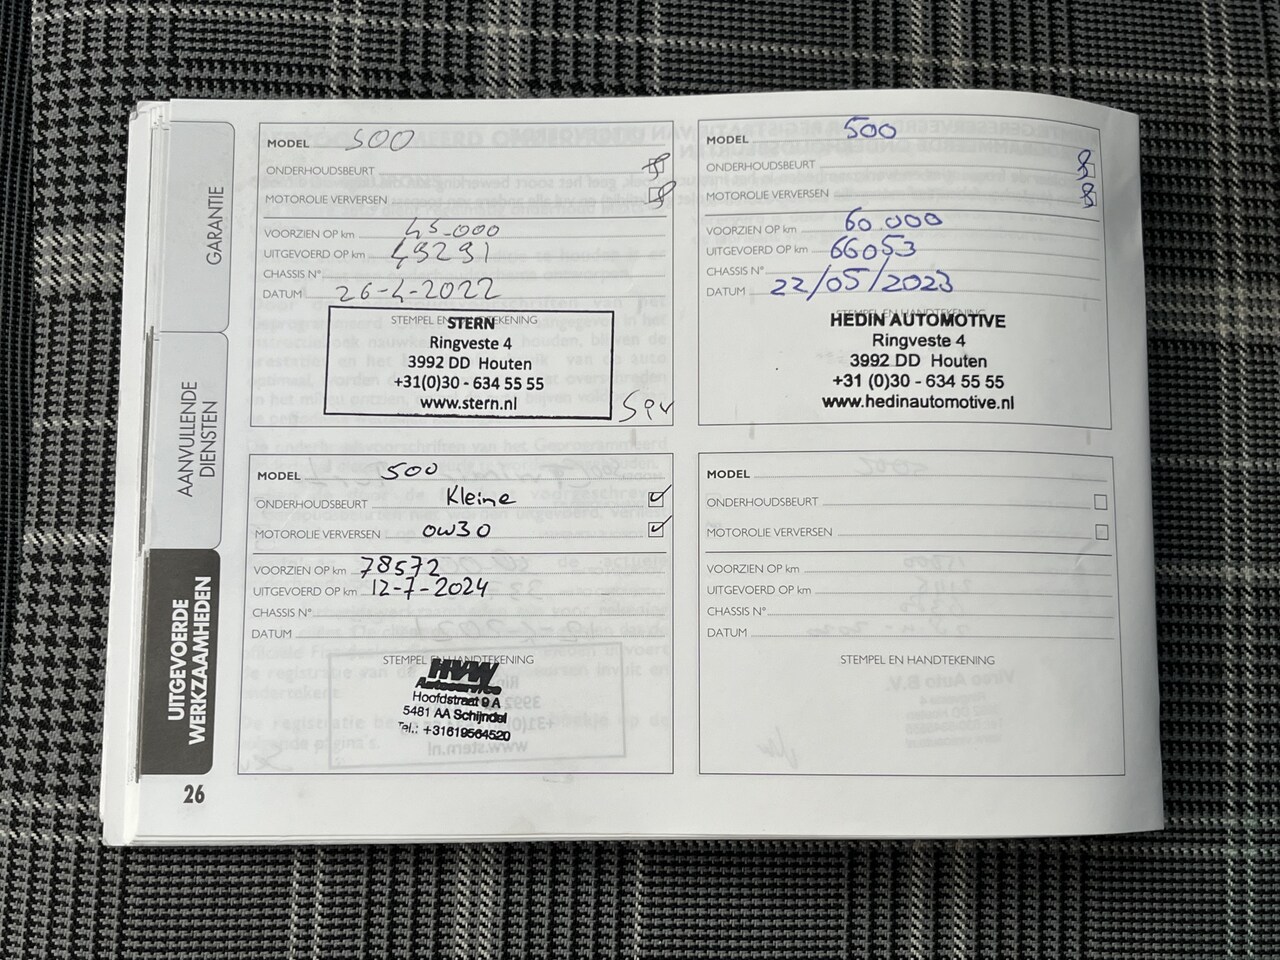 GARANTIE
AANVULLENDE
DIENSTEN
UITGEVOERDE
WERKZAAMHEDEN
26
MODEL 500
ONDERHOUDSBEURT
MOTOROLIE VERVERSEN
VOORZIEN OP km 45.000
UITGEVOERD OP km 49291
CHASSIS N°
DATUM 26-4-2022
STEMPEL EN HANDTEKENING
STERN
Ringveste 4
3992 DD Houten
+31(0)30 - 634 55 55
www.stern.nl
MODEL 500
ONDERHOUDSBEURT
MOTOROLIE VERVERSEN
VOORZIEN OP km 60.000
UITGEVOERD OP km 66053
CHASSIS N°
DATUM 22/05/2023
STEMPEL EN HANDTEKENING
HEDIN AUTOMOTIVE
Ringveste 4
3992 DD Houten
+31 (0)30 - 634 55 55
www.hedinautomotive.nl
MODEL 500
ONDERHOUDSBEURT Kleine
MOTOROLIE VERVERSEN 0W30
VOORZIEN OP km 78572
UITGEVOERD OP km 12-7-2024
CHASSIS N°
DATUM
STEMPEL EN HANDTEKENING
HVW
Autoservice
Hoofdstraat 9 A
5481 AA Schijndel
Tel.: +31619564520
MODEL
ONDERHOUDSBEURT
MOTOROLIE VERVERSEN
VOORZIEN OP km
UITGEVOERD OP km
CHASSIS N°
DATUM
STEMPEL EN HANDTEKENING